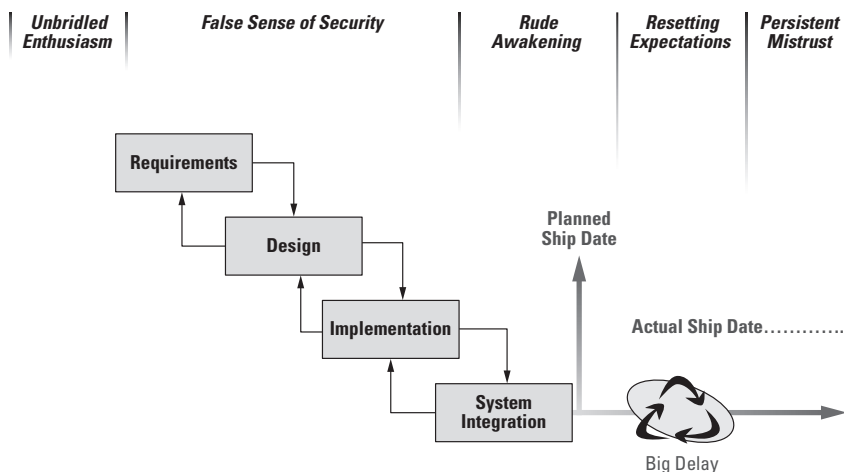 Unbridled
Enthusiasm
False Sense of Security
Rude
Awakening
Resetting
Expectations
Persistent
Mistrust
Requirements
Design
Implementation
System
Integration
Planned
Ship Date
Actual Ship Date.............
Big Delay